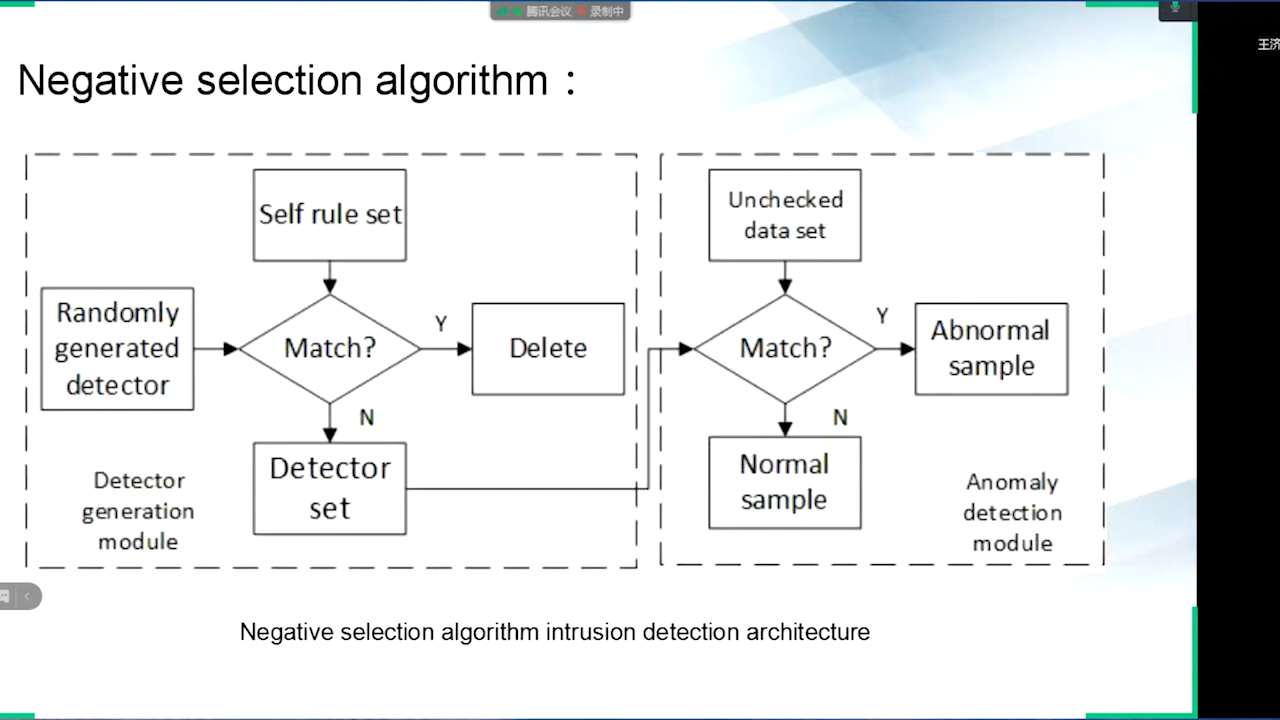 腾讯会议 录制中
王济
Negative selection algorithm：
Self rule set
Unchecked
data set
Randomly
generated
detector
Match?
Y
Delete
N
Detector
set
Detector
generation
module
Match?
Y
Abnormal
sample
N
Normal
sample
Anomaly
detection
module
Negative selection algorithm intrusion detection architecture